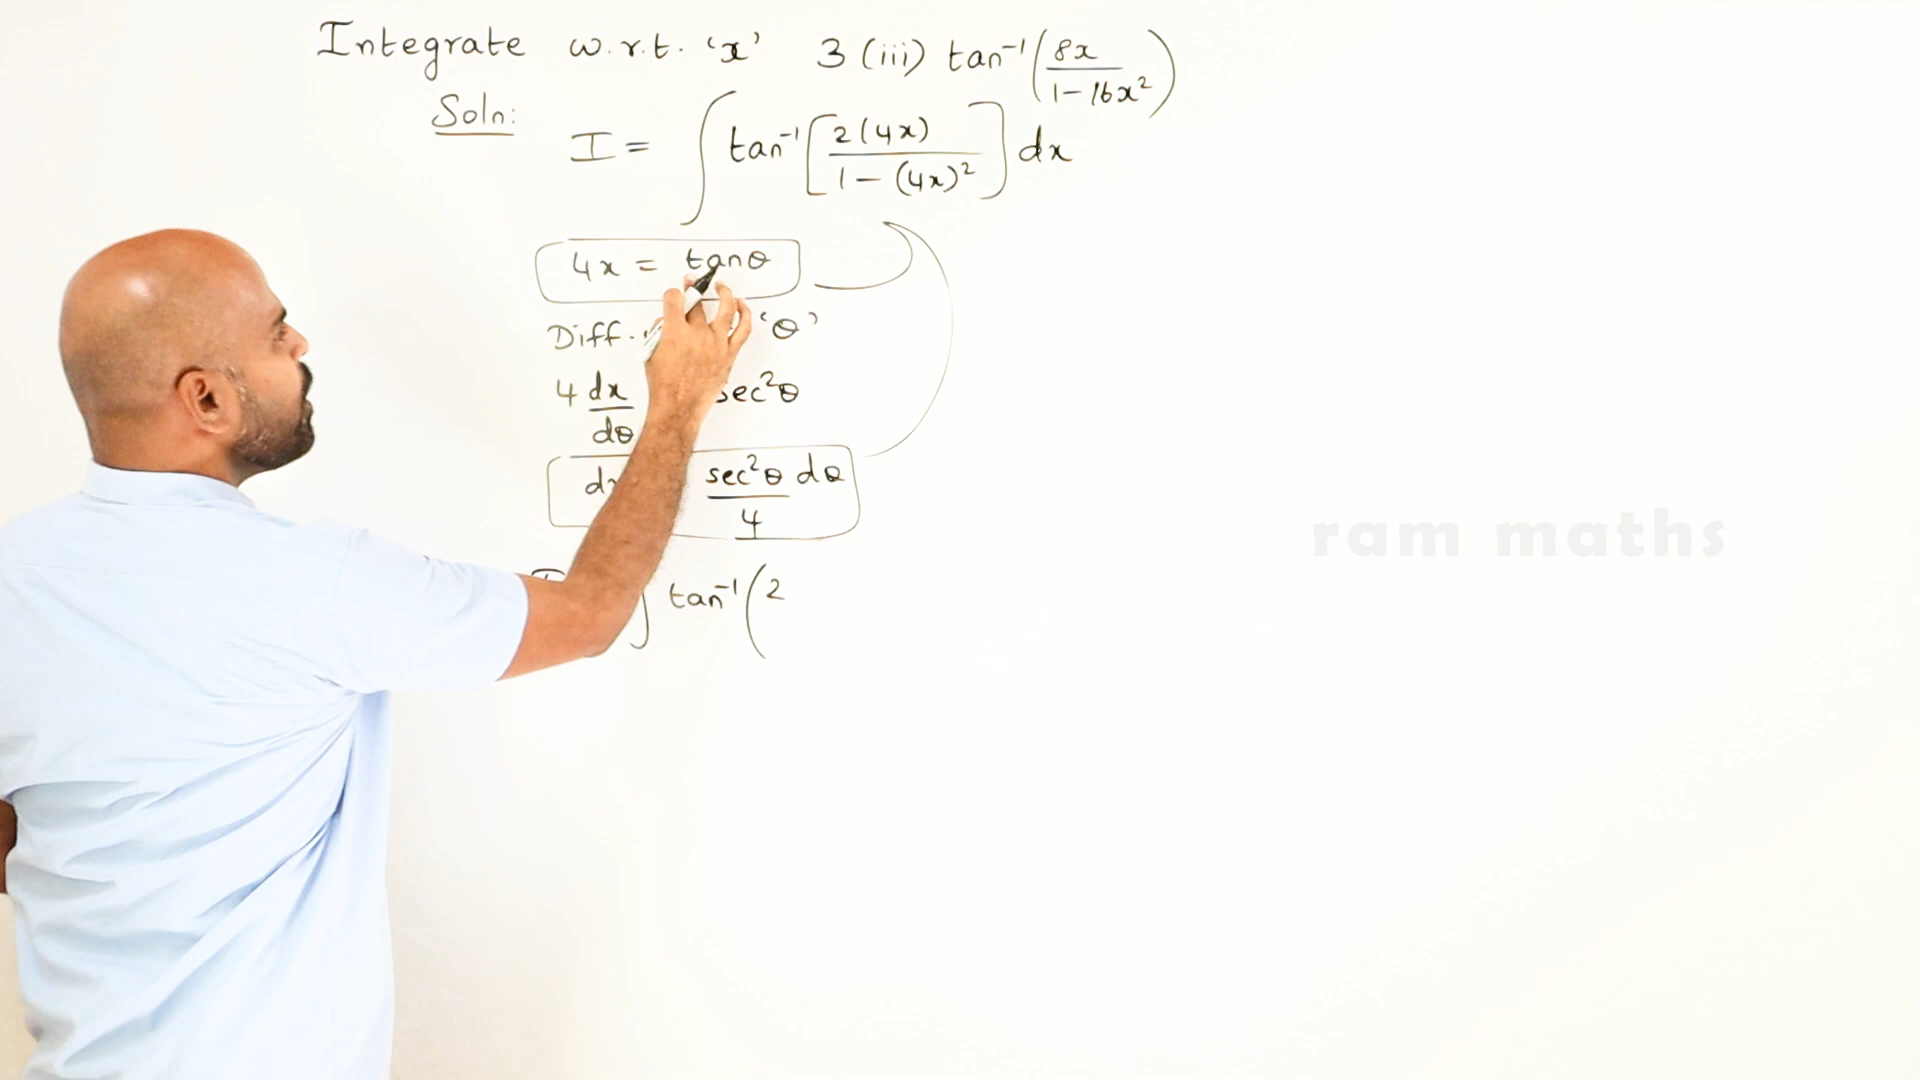 Integrate w.r.t. 'x' 3 (iii) tan⁻¹(8x/1-16x²)
Soln:
I = ∫ tan⁻¹[2(4x)/1-(4x)²] dx
4x = tanθ
Diff. 'θ'
4 dx/dθ sec²θ
sec²θ dθ/4
∫ tan⁻¹(2
ram maths